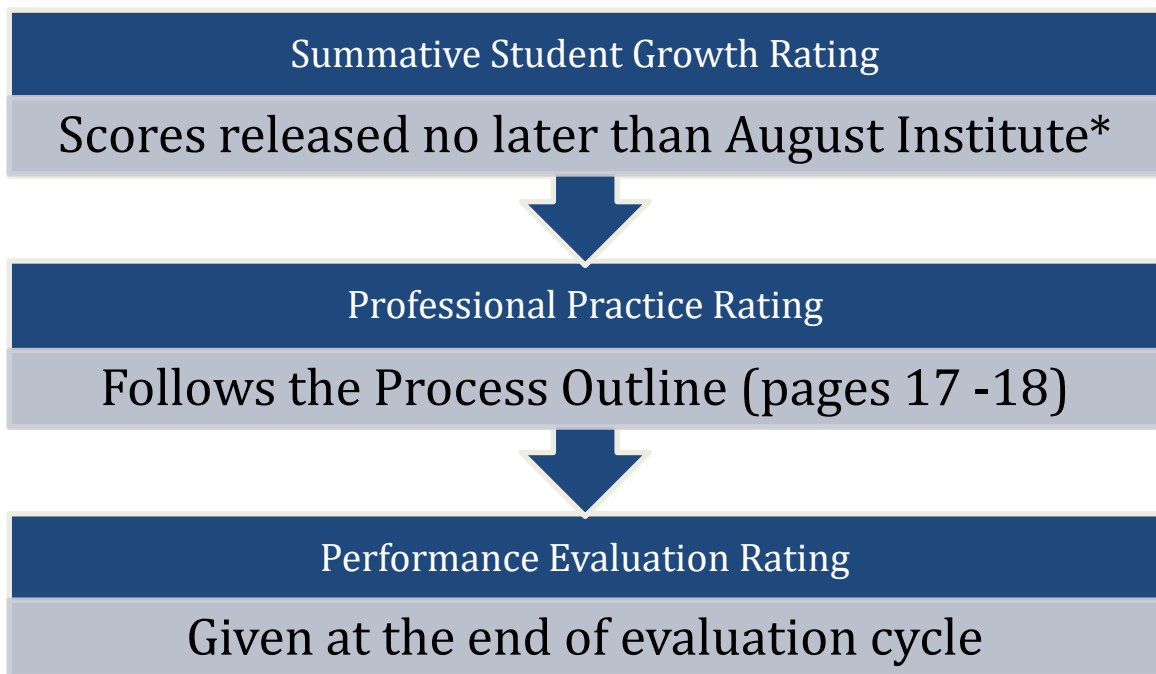 Summative Student Growth Rating
Scores released no later than August Institute*
Professional Practice Rating
Follows the Process Outline (pages 17 -18)
Performance Evaluation Rating
Given at the end of evaluation cycle